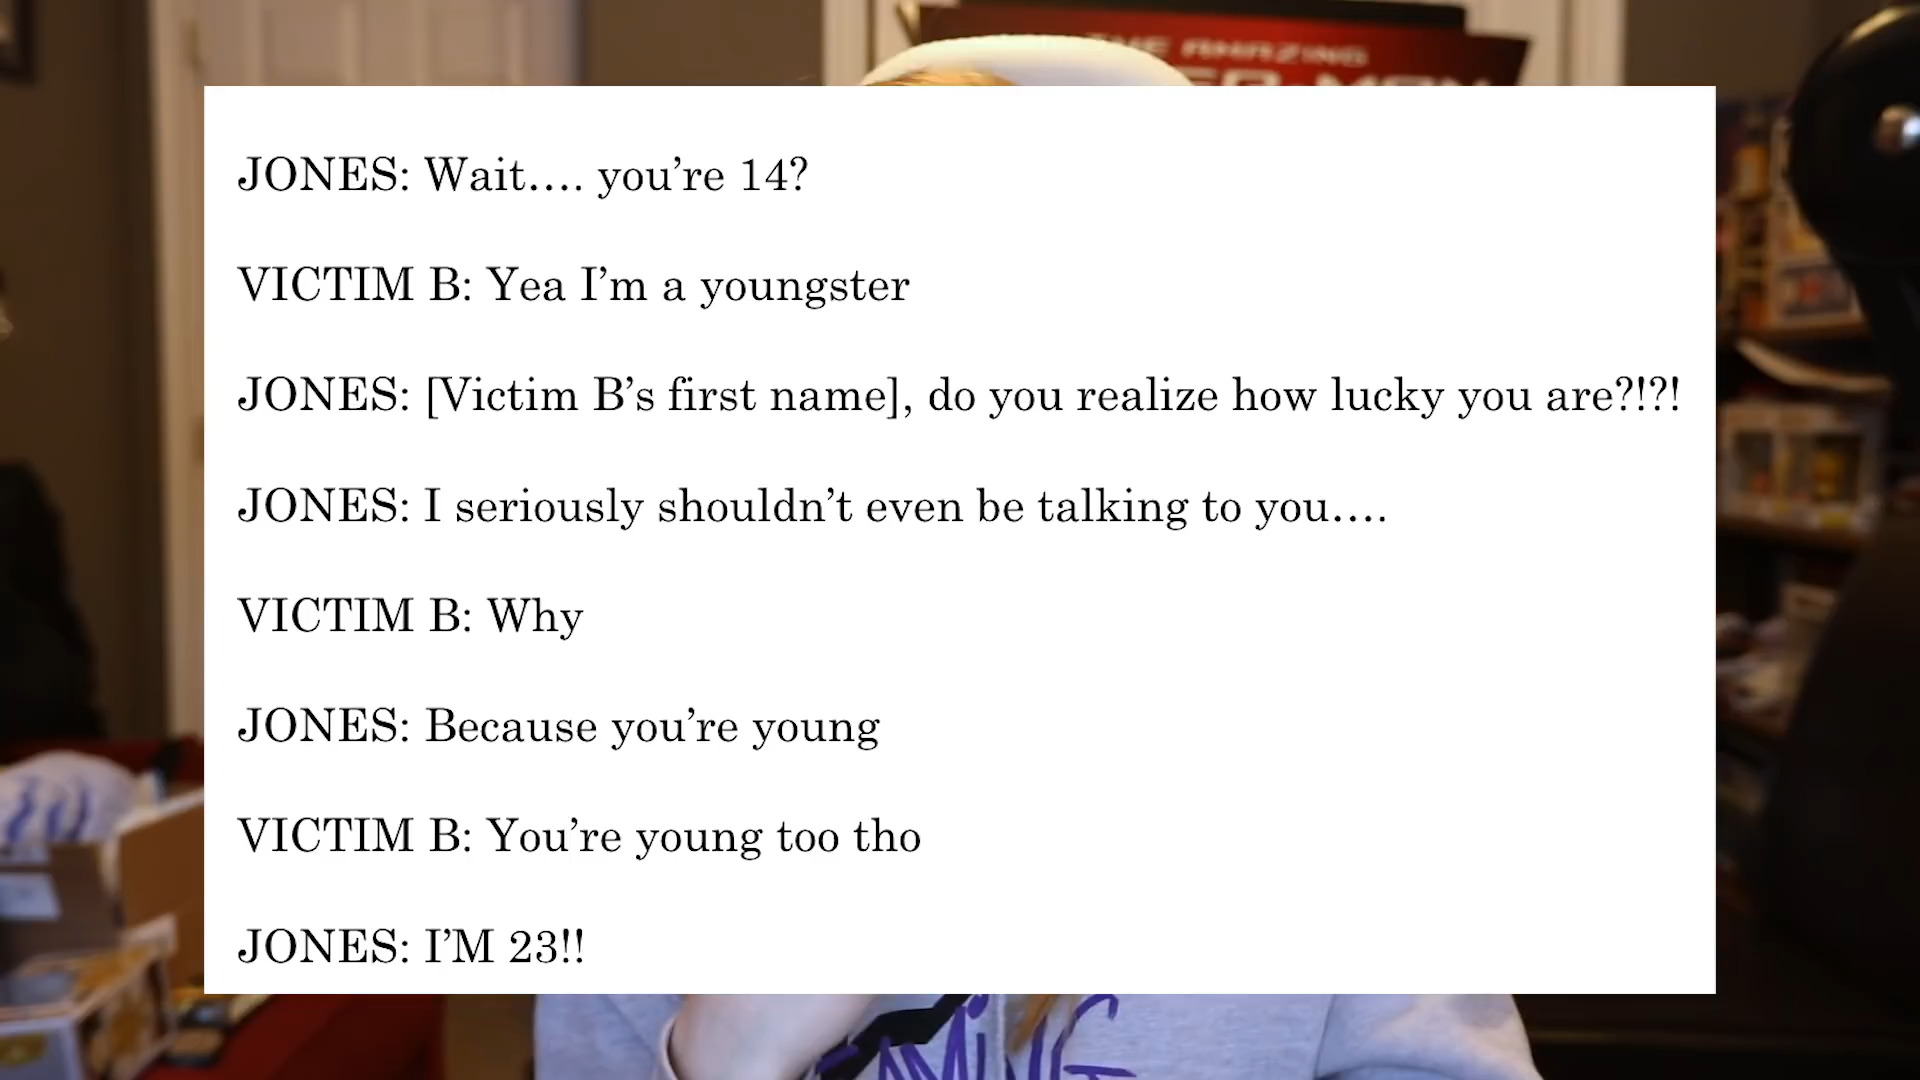 THE AMAZING
JONES: Wait.... you’re 14?
VICTIM B: Yea I’m a youngster
JONES: [Victim B’s first name], do you realize how lucky you are?!?!
JONES: I seriously shouldn’t even be talking to you....
VICTIM B: Why
JONES: Because you’re young
VICTIM B: You’re young too tho
JONES: I’M 23!!